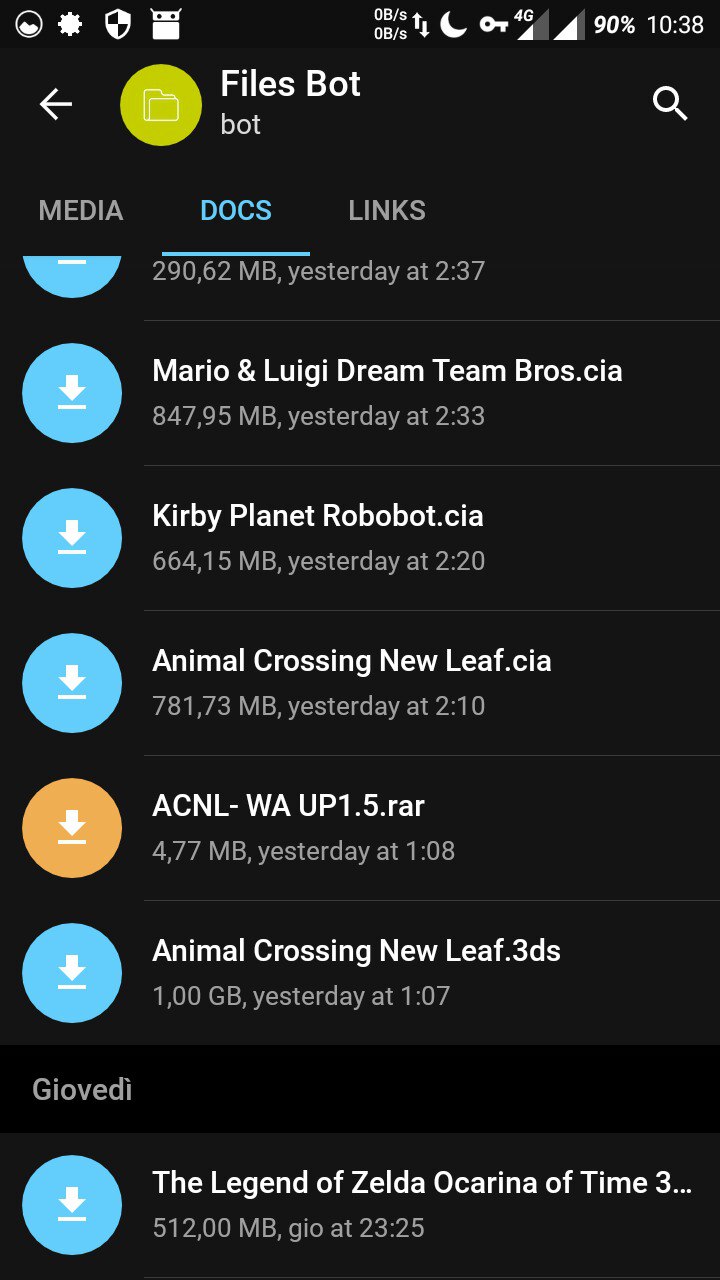 0B/s
0B/s
4G
90%
10:38
Files Bot
bot
MEDIA
DOCS
LINKS
290,62 MB, yesterday at 2:37
Mario & Luigi Dream Team Bros.cia
847,95 MB, yesterday at 2:33
Kirby Planet Robobot.cia
664,15 MB, yesterday at 2:20
Animal Crossing New Leaf.cia
781,73 MB, yesterday at 2:10
ACNL- WA UP1.5.rar
4,77 MB, yesterday at 1:08
Animal Crossing New Leaf.3ds
1,00 GB, yesterday at 1:07
Giovedì
The Legend of Zelda Ocarina of Time 3...
512,00 MB, gio at 23:25